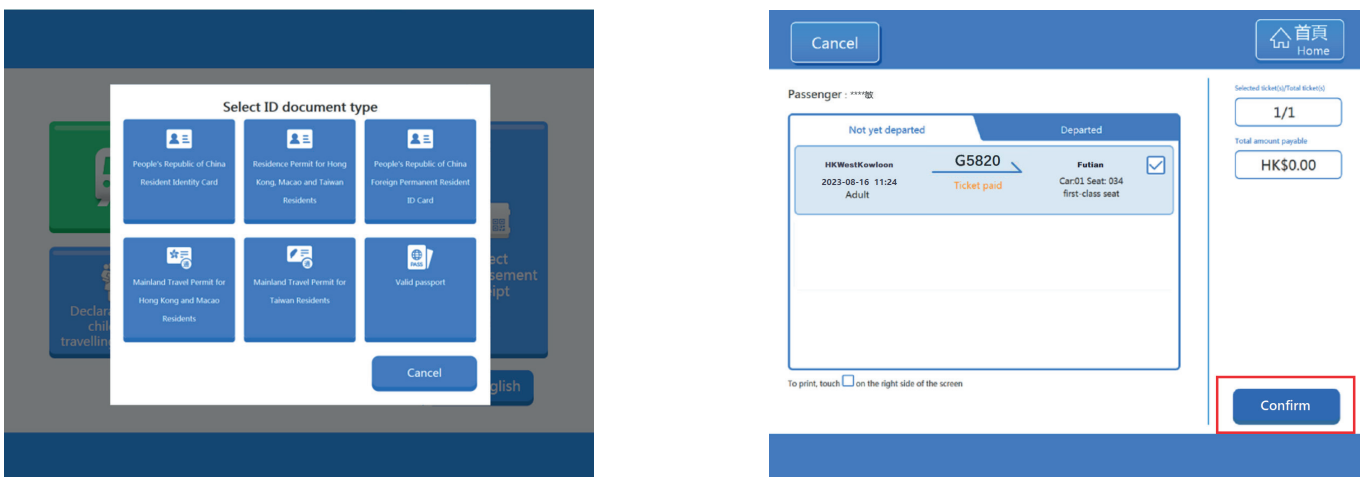 Select ID document type
People's Republic of China
Resident Identity Card
Residence Permit for Hong
Kong, Macao and Taiwan
Residents
People's Republic of China
Foreign Permanent Resident
ID Card
Mainland Travel Permit for
Hong Kong and Macao
Residents
Mainland Travel Permit for
Taiwan Residents
PASS
Valid passport
Cancel
Cancel
首頁
Home
Passenger : ****敏
Not yet departed
Departed
HKWestKowloon
2023-08-16 11:24
Adult
G5820
Ticket paid
Futian
Car:01 Seat: 034
first-class seat
To print, touch on the right side of the screen
Selected ticket(s)/Total ticket(s)
1/1
Total amount payable
HK$0.00
Confirm